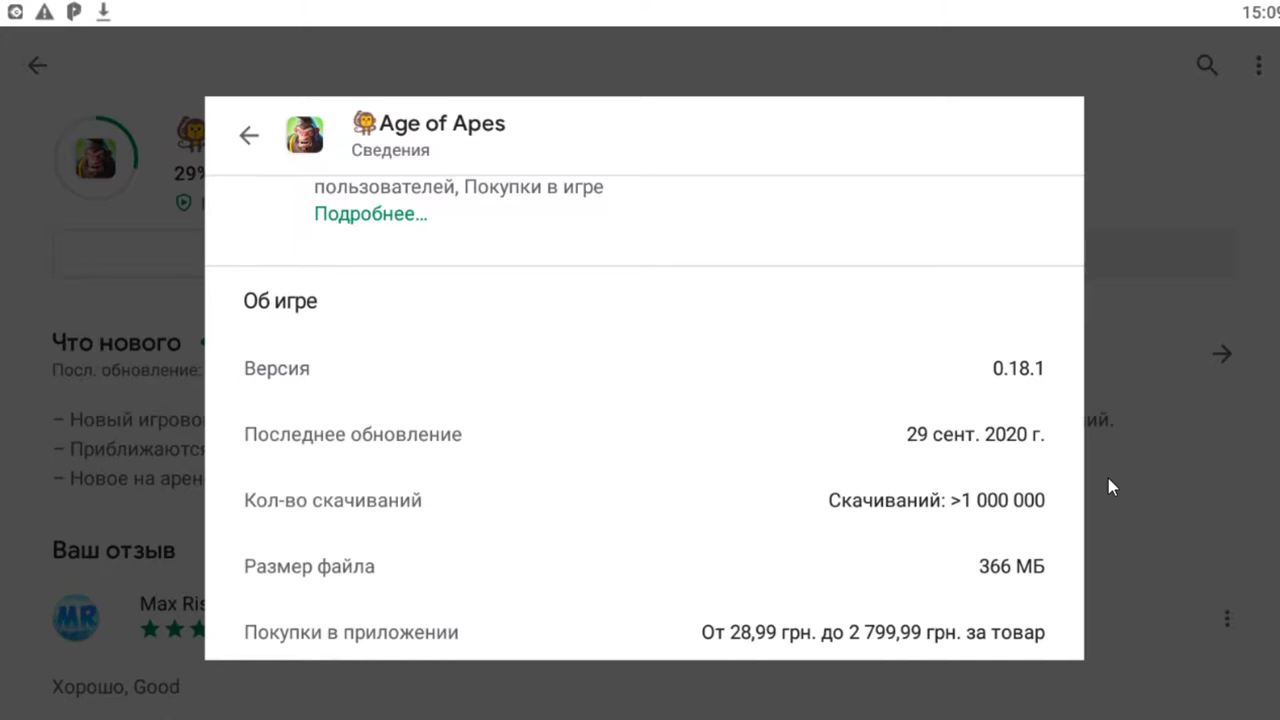 15:09
Age of Apes
Сведения
29%
пользователей, Покупки в игре
Подробнее...
Об игре
Что нового
Посл. обновление:
Версия
0.18.1
– Новый
ий.
Последнее обновление
29 сент. 2020 г.
– Приближаются
– Новое на
Кол-во скачиваний
Скачиваний: >1 000 000
Ваш отзыв
Размер файла
366 МБ
MR
Max Ris
Покупки в приложении
От 28,99 грн. до 2 799,99 грн. за товар
Хорошо, Good